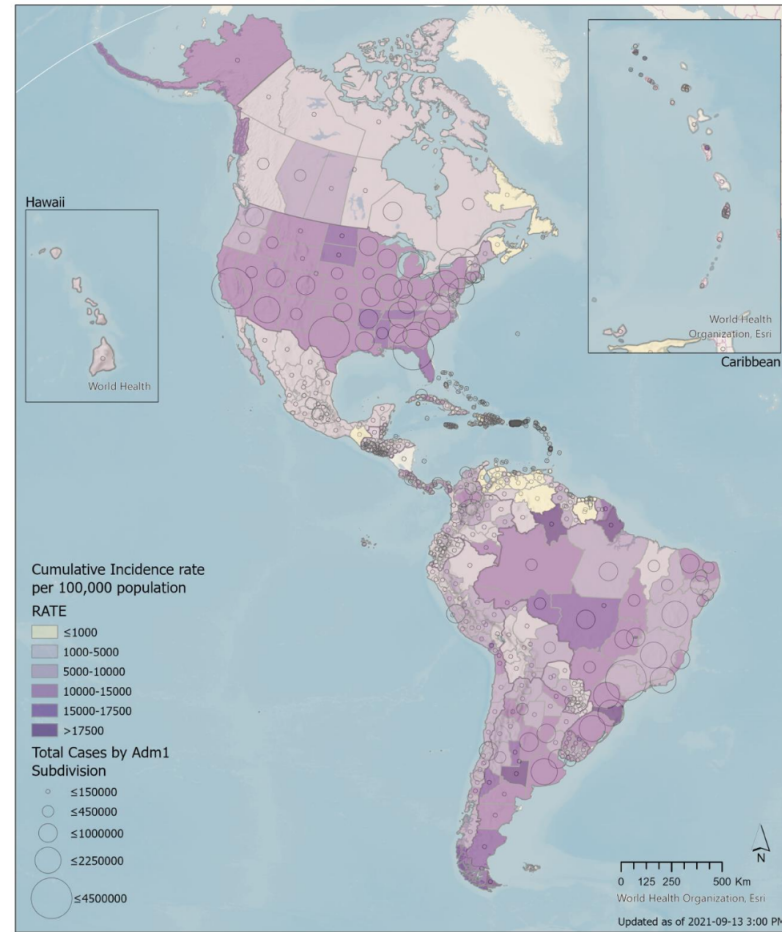 Hawaii
World Health
World Health
Organization, Esri
Caribbean
Cumulative Incidence rate
per 100,000 population
RATE
≤1000
1000-5000
5000-10000
10000-15000
15000-17500
>17500
Total Cases by Adm1
Subdivision
≤150000
≤450000
≤1000000
≤2250000
≤4500000
N
0 125 250 500 Km
World Health Organization, Esri
Updated as of 2021-09-13 3:00 PM